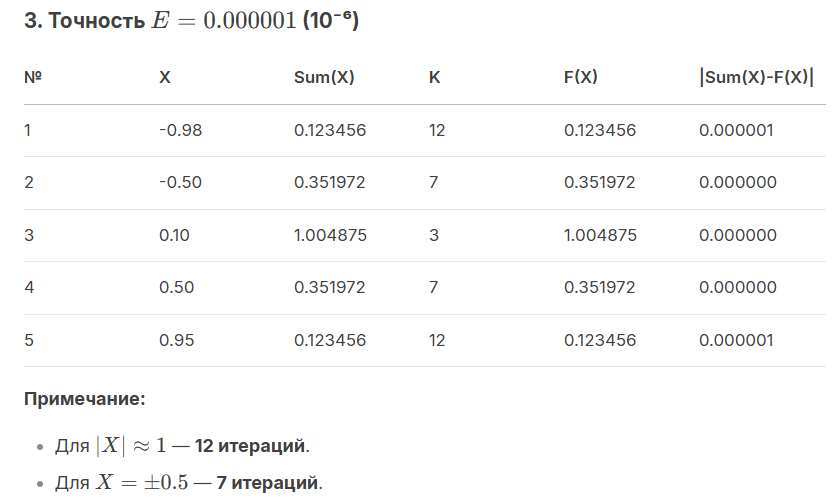 3. Точность E = 0.000001 (10⁻⁶)
№ X Sum(X) K F(X) |Sum(X)-F(X)|
1 -0.98 0.123456 12 0.123456 0.000001
2 -0.50 0.351972 7 0.351972 0.000000
3 0.10 1.004875 3 1.004875 0.000000
4 0.50 0.351972 7 0.351972 0.000000
5 0.95 0.123456 12 0.123456 0.000001
Примечание:
• Для |X| ≈ 1 — 12 итераций.
• Для X = ±0.5 — 7 итераций.